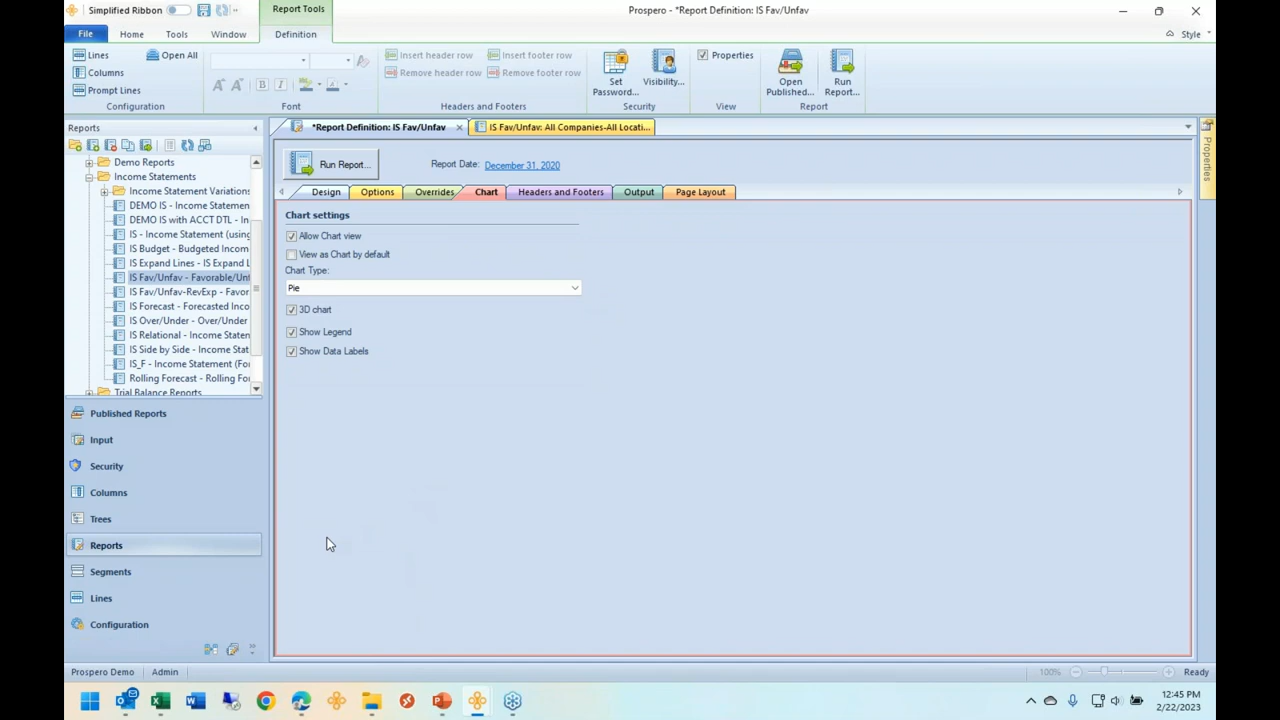 Simplified Ribbon
Report Tools
Prospero - *Report Definition: IS Fav/Unfav
File
Home
Tools
Window
Definition
Style
Lines
Open All
Columns
Prompt Lines
Configuration
B
I
Font
Insert header row
Insert footer row
Remove header row
Remove footer row
Headers and Footers
Set Password...
Visibility...
Security
Properties
View
Open Published...
Run Report...
Report
Reports
*Report Definition: IS Fav/Unfav
IS Fav/Unfav: All Companies-All Locati...
Properties
Run Report...
Report Date: December 31, 2020
Design
Options
Overrides
Chart
Headers and Footers
Output
Page Layout
Demo Reports
Income Statements
Income Statement Variations
DEMO IS - Income Statemen
DEMO IS with ACCT DTL - In
IS - Income Statement (using
IS Budget - Budgeted Incom
IS Expand Lines - IS Expand L
IS Fav/Unfav - Favorable/Un
IS Fav/Unfav-RevExp - Favor
IS Forecast - Forecasted Inco
IS Over/Under - Over/Under
IS Relational - Income Staten
IS Side by Side - Income Stat
IS_F - Income Statement (Fo
Rolling Forecast - Rolling Fo
Trial Balance Reports
Chart settings
Allow Chart view
View as Chart by default
Chart Type:
Pie
3D chart
Show Legend
Show Data Labels
Published Reports
Input
Security
Columns
Trees
Reports
Segments
Lines
Configuration
Prospero Demo
Admin
100%
Ready
12:45 PM
2/22/2023